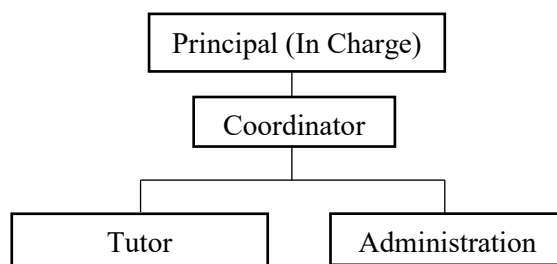 Principal (In Charge)
Coordinator
Tutor
Administration